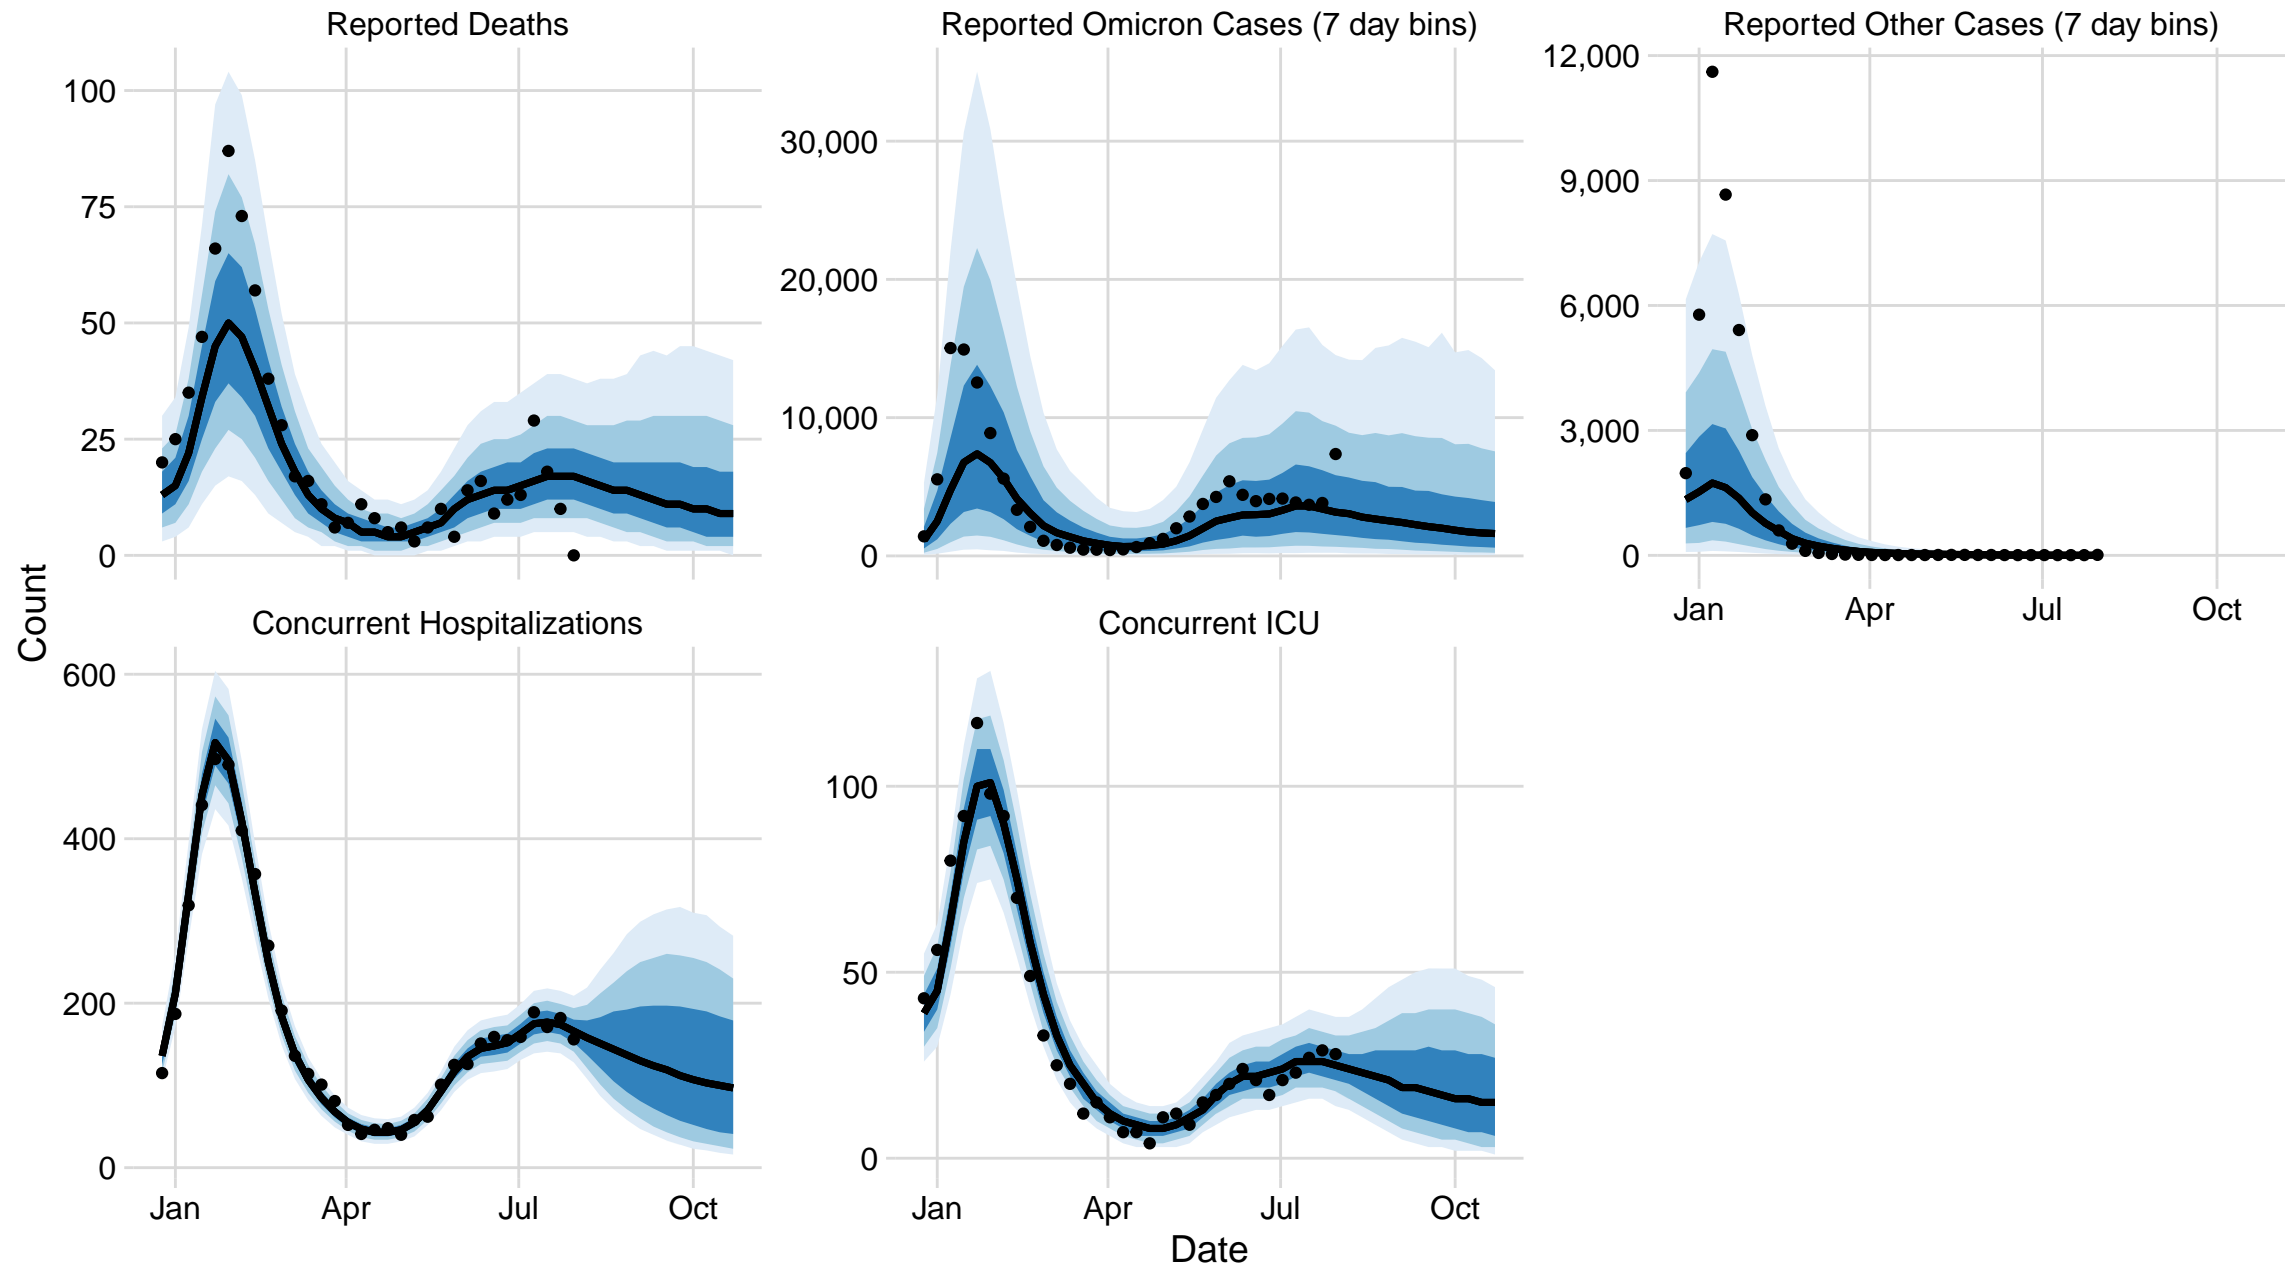 Reported Deaths
Reported Omicron Cases (7 day bins)
Reported Other Cases (7 day bins)
100
75
50
25
0
30,000
20,000
10,000
0
12,000
9,000
6,000
3,000
0
Jan Apr Jul Oct
Count
Concurrent Hospitalizations
Concurrent ICU
600
400
200
0
Jan Apr Jul Oct
100
50
0
Jan Apr Jul Oct
Date